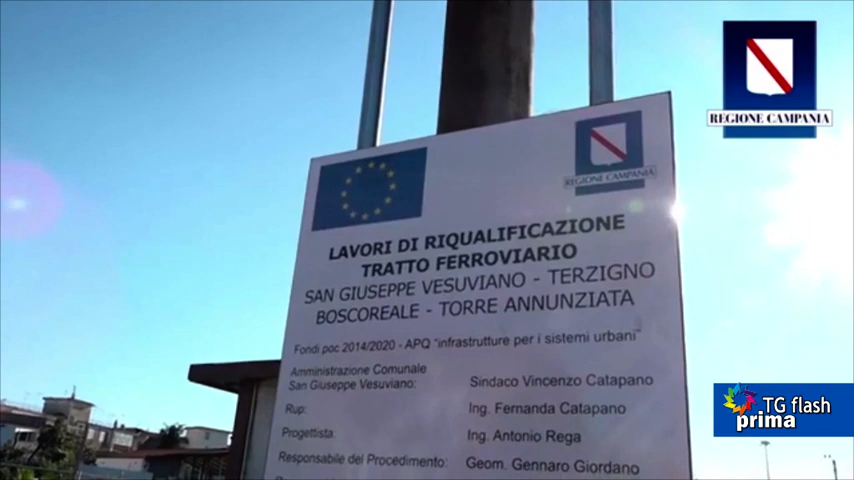 REGIONE CAMPANIA
REGIONE CAMPANIA
LAVORI DI RIQUALIFICAZIONE
TRATTO FERROVIARIO
SAN GIUSEPPE VESUVIANO - TERZIGNO
BOSCOREALE - TORRE ANNUNZIATA
Fondi poc 2014/2020 - APQ "infrastrutture per i sistemi urbani"
Amministrazione Comunale
San Giuseppe Vesuviano: Sindaco Vincenzo Catapano
Rup: Ing. Fernanda Catapano
Progettista: Ing. Antonio Rega
Responsabile del Procedimento: Geom. Gennaro Giordano
TG flash
prima